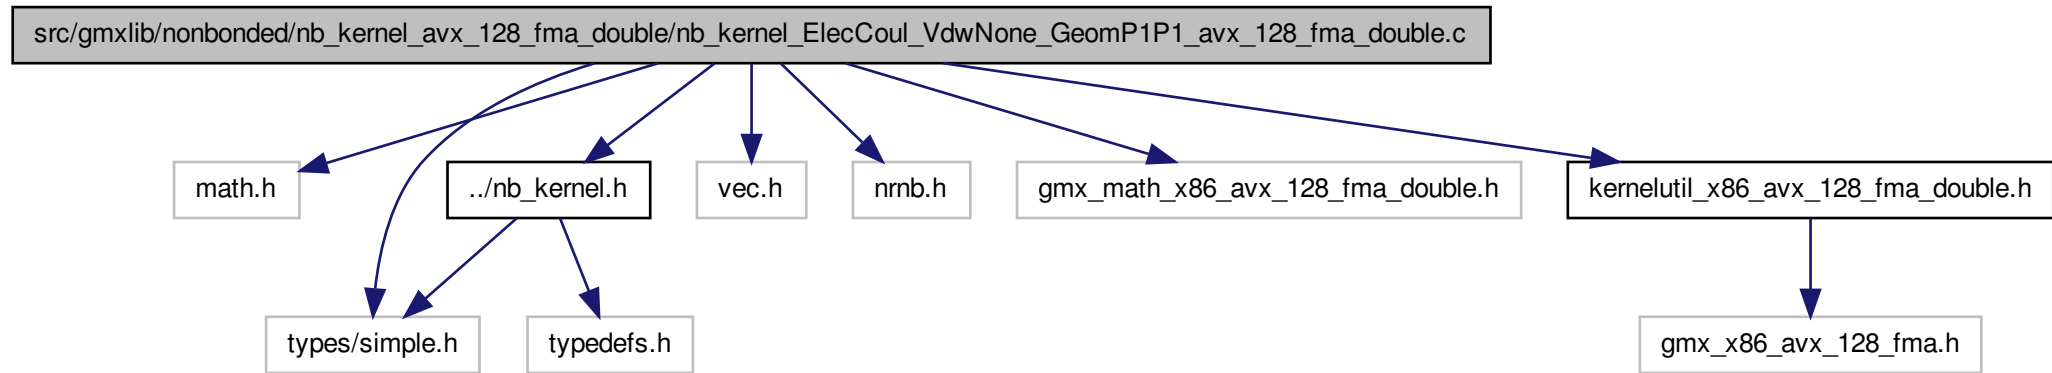 src/gmxlib/nonbonded/nb_kernel_avx_128_fma_double/nb_kernel_ElecCoul_VdwNone_GeomP1P1_avx_128_fma_double.c
math.h
../nb_kernel.h
vec.h
nrnb.h
gmx_math_x86_avx_128_fma_double.h
kernelutil_x86_avx_128_fma_double.h
types/simple.h
typedefs.h
gmx_x86_avx_128_fma.h